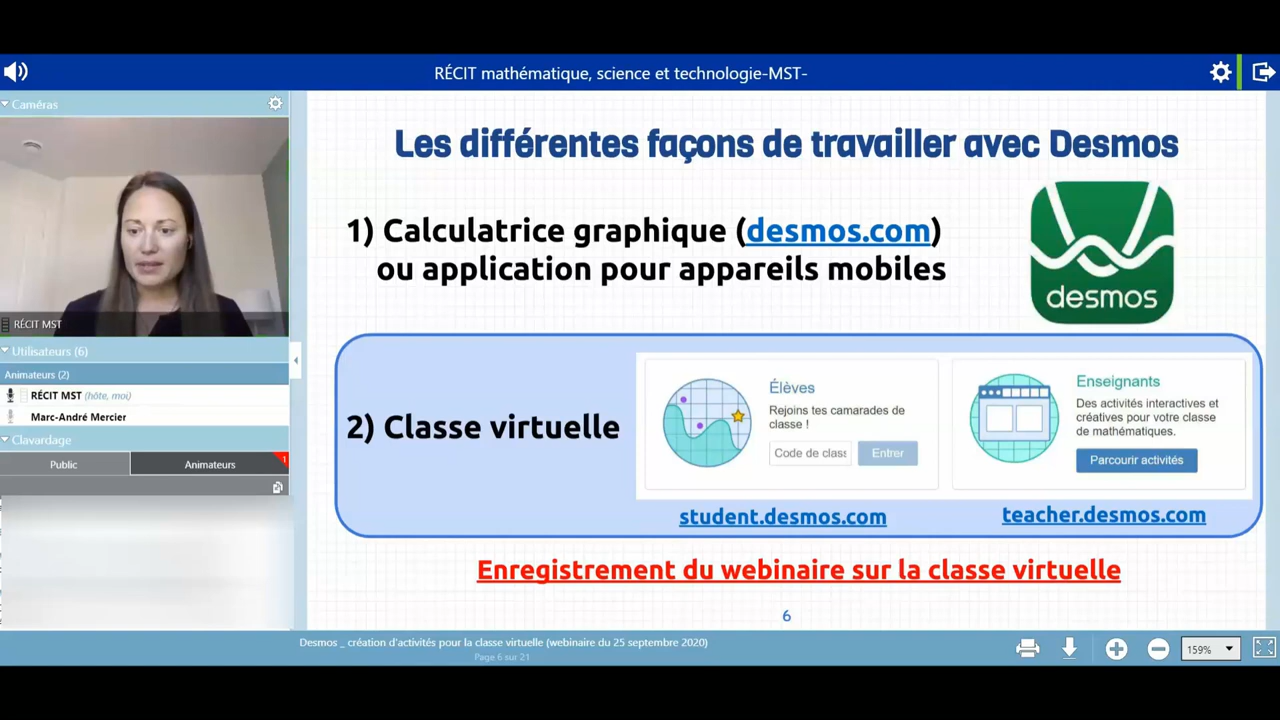 RÉCIT mathématique, science et technologie-MST-
Caméras
RÉCIT MST
Utilisateurs (6)
Animateurs (2)
RÉCIT MST (hôte, moi)
Marc-André Mercier
Clavardage
Public
Animateurs
1
Les différentes façons de travailler avec Desmos
1) Calculatrice graphique (desmos.com)
ou application pour appareils mobiles
desmos
2) Classe virtuelle
Élèves
Rejoins tes camarades de
classe !
Code de class
Entrer
student.desmos.com
Enseignants
Des activités interactives et
créatives pour votre classe
de mathématiques.
Parcourir activités
teacher.desmos.com
Enregistrement du webinaire sur la classe virtuelle
6
Desmos _ création d'activités pour la classe virtuelle (webinaire du 25 septembre 2020)
Page 6 sur 21
159%